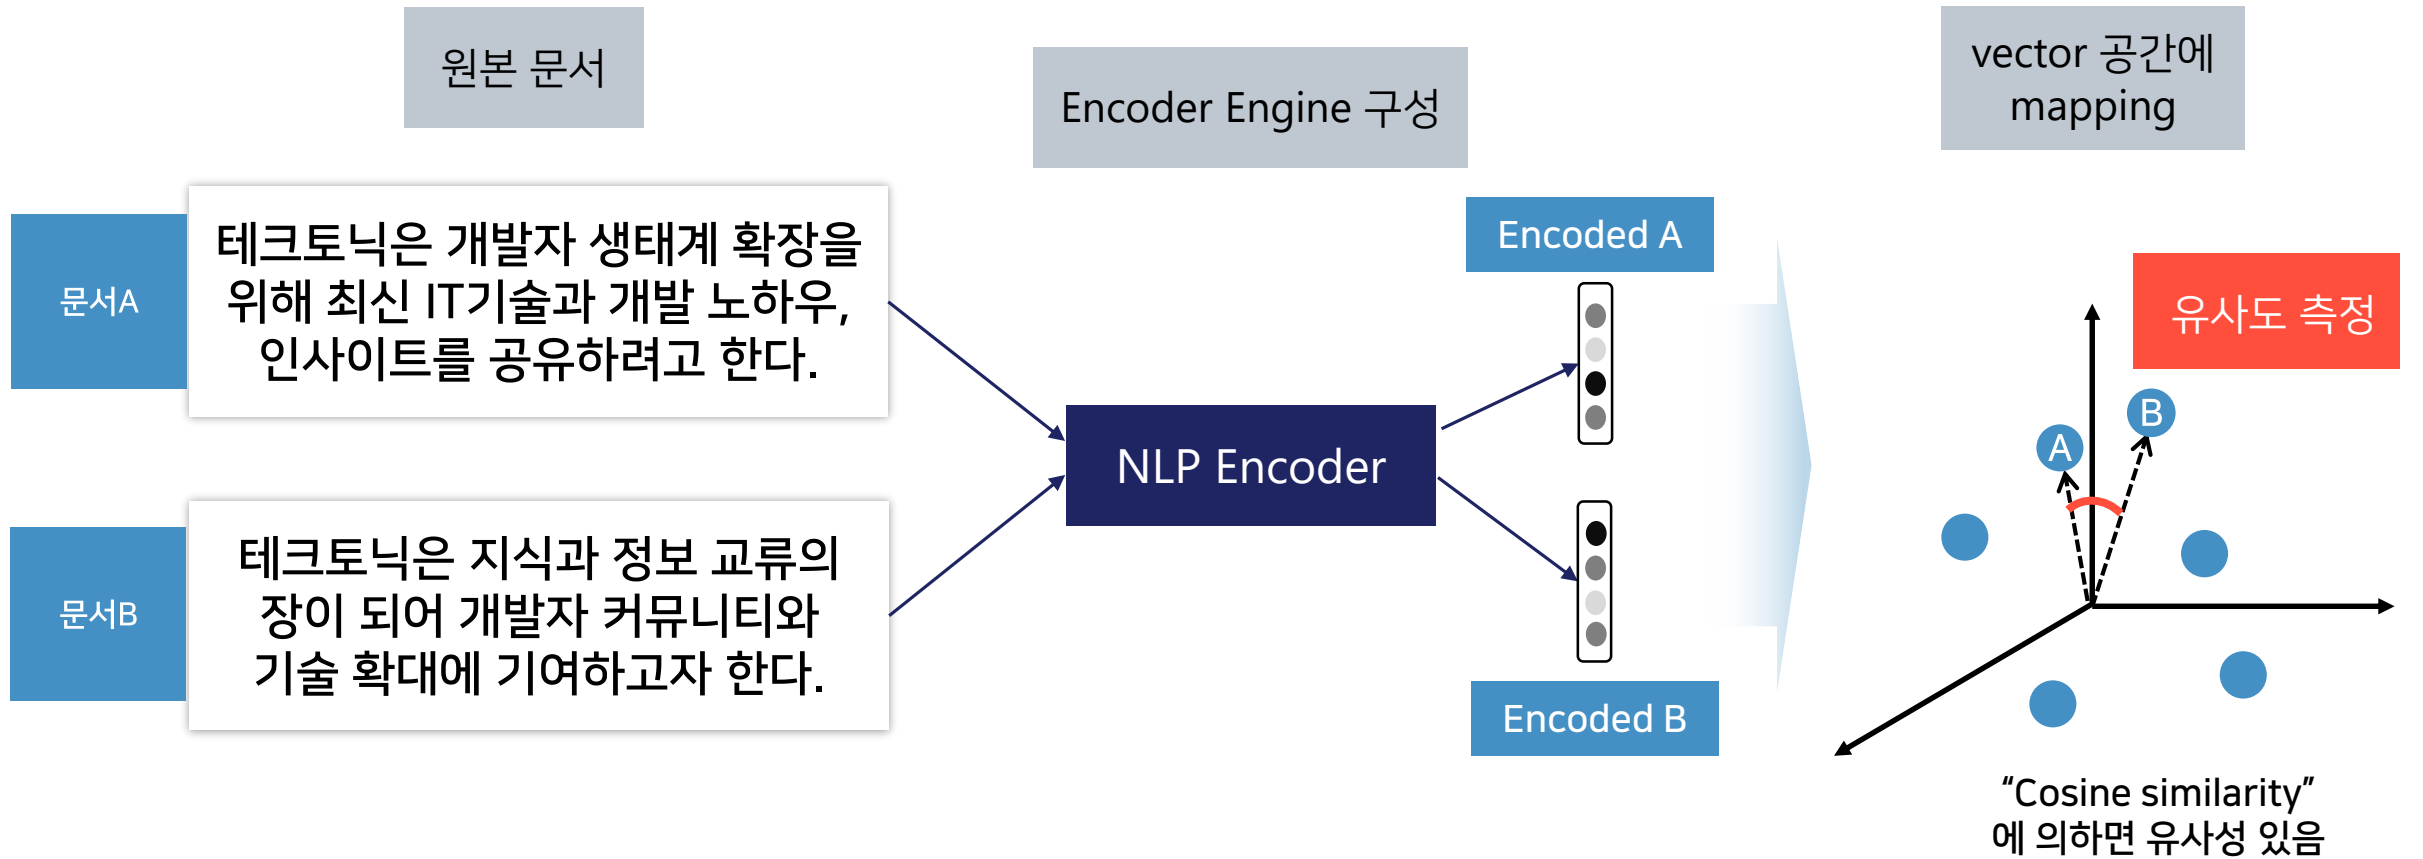 원본 문서
Encoder Engine 구성
vector 공간에
mapping
문서A
테크토닉은 개발자 생태계 확장을
위해 최신 IT기술과 개발 노하우,
인사이트를 공유하려고 한다.
문서B
테크토닉은 지식과 정보 교류의
장이 되어 개발자 커뮤니티와
기술 확대에 기여하고자 한다.
NLP Encoder
Encoded A
Encoded B
유사도 측정
A
B
“Cosine similarity”
에 의하면 유사성 있음